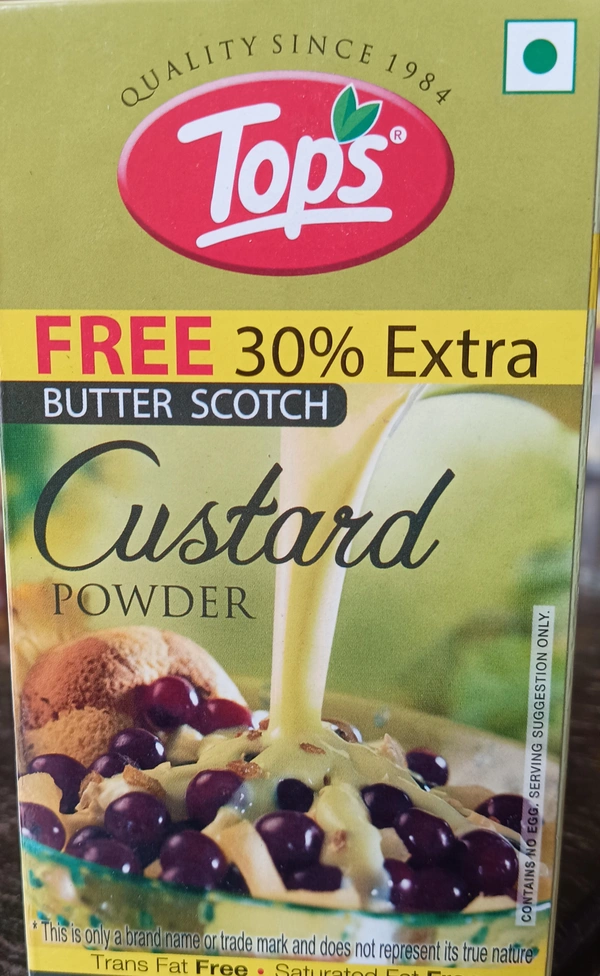 QUALITY SINCE 1984
Tops®
FREE 30% Extra
BUTTER SCOTCH
Custard
POWDER
CONTAINS NO EGG. SERVING SUGGESTION ONLY.
* This is only a brand name or trade mark and does not represent its true nature*
Trans Fat Free • Saturated Fat